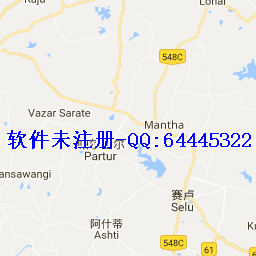 Lonar
548C
Vazar Sarate
Mantha
软件未注册-QQ:64445322
Partur
ansawangi
赛卢
Selu
阿什蒂
Ashti
548C
61
Ku